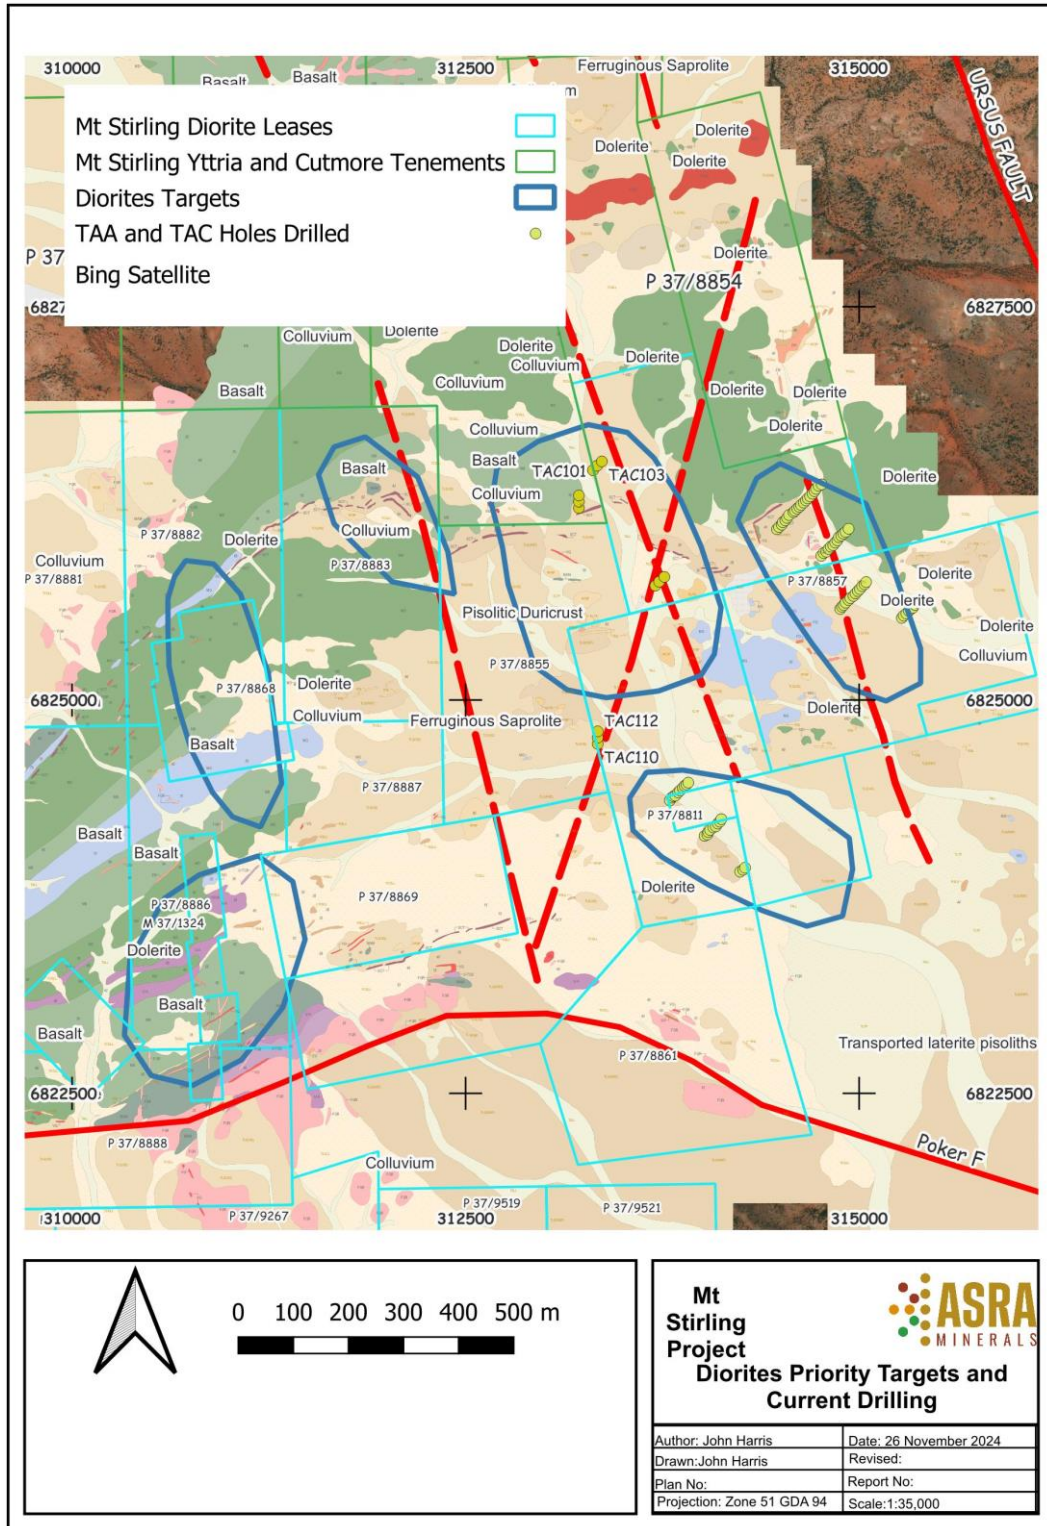 310000
312500
315000
Basalt
Basalt
Ferruginous Saprolite
URSUS FAULT
Mt Stirling Diorite Leases
Mt Stirling Yttria and Cutmore Tenements
Diorites Targets
TAA and TAC Holes Drilled
Bing Satellite
Dolerite
Dolerite
Dolerite
P 37
Dolerite
P 37/8854
6827
6827500
Colluvium
Dolerite
Dolerite
Colluvium
Dolerite
Basalt
Colluvium
Dolerite
Dolerite
Dolerite
Colluvium
Dolerite
Basalt
Basalt
TAC101
TAC103
Dolerite
Colluvium
P 37/8882
Colluvium
Dolerite
P 37/8883
Colluvium
P 37/8881
P 37/8857
Dolerite
Dolerite
Pisolitic Duricrust
Dolerite
Colluvium
P 37/8855
P 37/8868
Dolerite
6825000
6825000
Colluvium
Ferruginous Saprolite
TAC112
Dolerite
Basalt
TAC110
P 37/8887
P 37/8811
Basalt
Basalt
P 37/8886
P 37/8869
Dolerite
M 37/1324
Dolerite
Basalt
Basalt
Transported laterite pisoliths
P 37/8861
6822500
6822500
P 37/8888
Colluvium
Poker F
P 37/9267
P 37/9519
P 37/9521
310000
312500
315000
0 100 200 300 400 500 m
Mt
Stirling
Project
ASRA
MINERALS
Diorites Priority Targets and
Current Drilling
Author: John Harris
Date: 26 November 2024
Drawn:John Harris
Revised:
Plan No:
Report No:
Projection: Zone 51 GDA 94
Scale:1:35,000